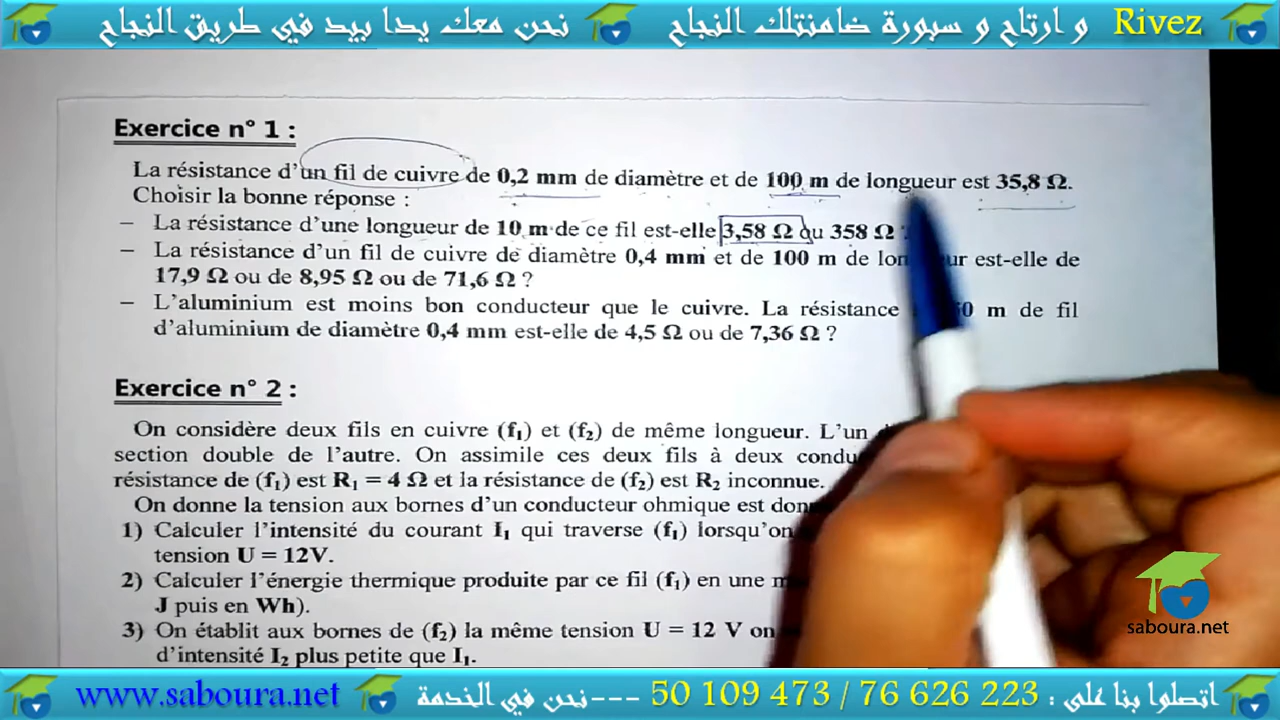 نحن معك يدا بيد في طريق النجاح و ارتاح و سبورة ضامنتلك النجاح Rivez
Exercice n° 1 :
La résistance d'un fil de cuivre de 0,2 mm de diamètre et de 100 m de longueur est 35,8 Ω.
Choisir la bonne réponse :
– La résistance d'une longueur de 10 m de ce fil est-elle 3,58 Ω ou 358 Ω ?
– La résistance d'un fil de cuivre de diamètre 0,4 mm et de 100 m de longueur est-elle de
17,9 Ω ou de 8,95 Ω ou de 71,6 Ω ?
– L'aluminium est moins bon conducteur que le cuivre. La résistance 0 m de fil
d'aluminium de diamètre 0,4 mm est-elle de 4,5 Ω ou de 7,36 Ω ?
Exercice n° 2 :
On considère deux fils en cuivre (f₁) et (f₂) de même longueur. L'un
section double de l'autre. On assimile ces deux fils à deux
résistance de (f₁) est R₁ = 4 Ω et la résistance de (f₂) est R₂ inconnue.
On donne la tension aux bornes d'un conducteur ohmique est
1) Calculer l'intensité du courant I₁ qui traverse (f₁) lorsqu'on
tension U = 12V.
2) Calculer l'énergie thermique produite par ce fil (f₁) en une
J puis en Wh).
3) On établit aux bornes de (f₂) la même tension U = 12 V on
d'intensité I₂ plus petite que I₁.
saboura.net
www.saboura.net اتصلوا بنا على : 50 109 473 / 76 626 223 ---نحن في الخدمة